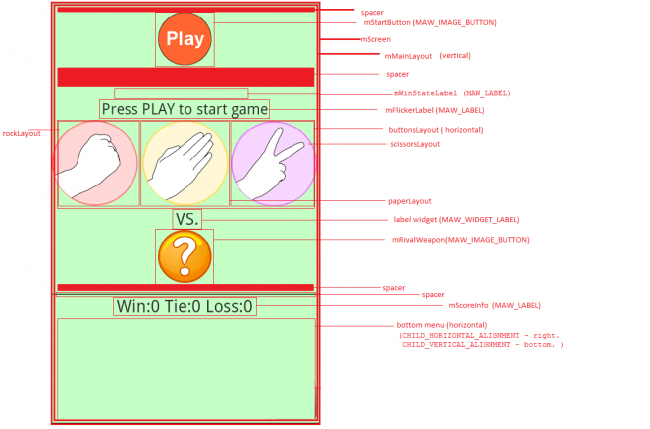 spacer
Play
mStartButton (MAW_IMAGE_BUTTON)
mScreen
mMainLayout (vertical)
spacer
mWinStateLabel (MAW_LABEL)
Press PLAY to start game
mFlickerLabel (MAW_LABEL)
buttonsLayout ( horizontal)
rockLayout
scissorsLayout
paperLayout
VS.
label widget (MAW_WIDGET_LABEL)
?
mRivalWeapon(MAW_IMAGE_BUTTON)
spacer
spacer
Win:0 Tie:0 Loss:0
mScoreInfo (MAW_LABEL)
bottom menu (horizontal)
(CHILD_HORIZONTAL_ALIGNMENT - right.
CHILD_VERTICAL_ALIGNMENT - bottom. )